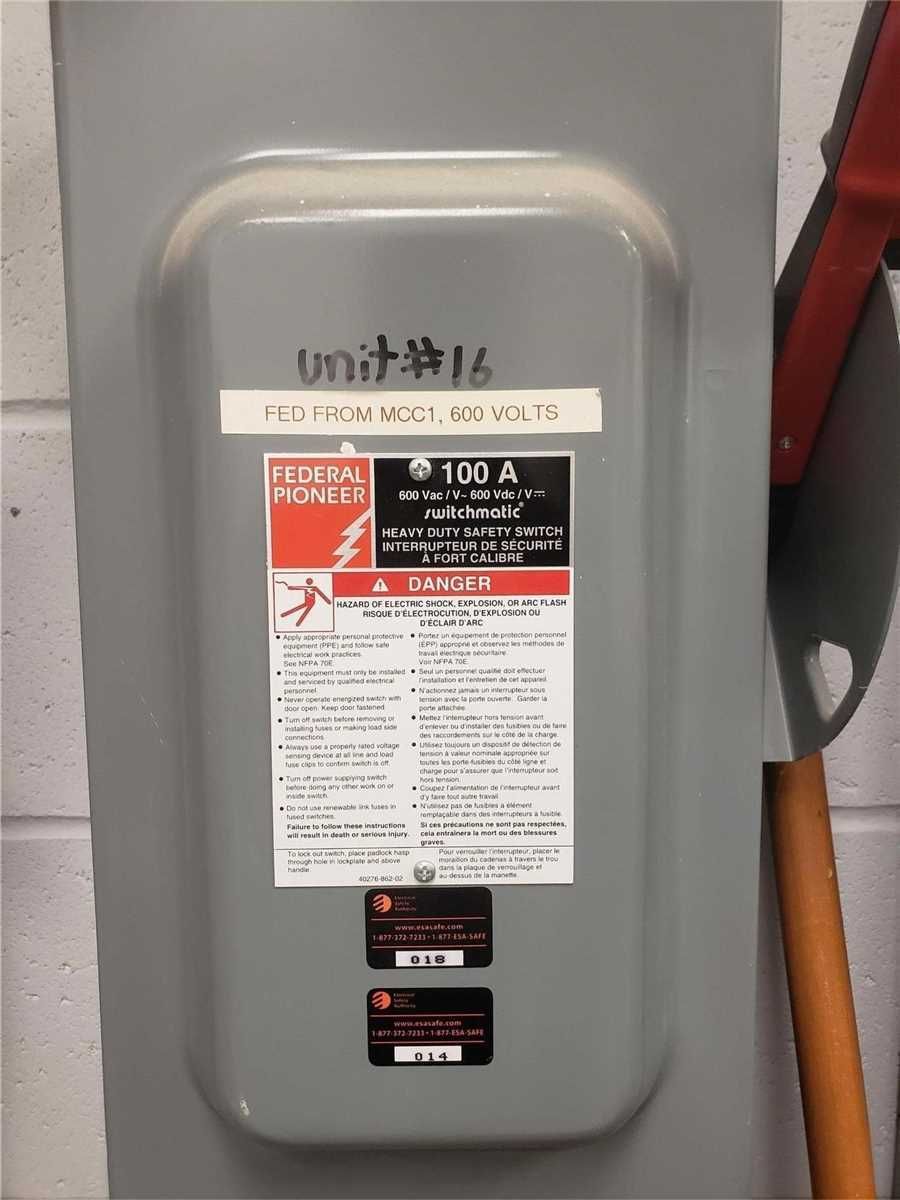 unit#16
FED FROM MCC1, 600 VOLTS
FEDERAL
PIONEER
100 A
600 Vac / V~ 600 Vdc / V⎓
switchmatic®
HEAVY DUTY SAFETY SWITCH
INTERRUPTEUR DE SÉCURITÉ
À FORT CALIBRE
DANGER
HAZARD OF ELECTRIC SHOCK, EXPLOSION, OR ARC FLASH
RISQUE D'ÉLECTROCUTION, D'EXPLOSION OU
D'ÉCLAIR D'ARC
• Apply appropriate personal protective
equipment (PPE) and follow safe
electrical work practices.
See NFPA 70E.
• This equipment must only be installed
and serviced by qualified electrical
personnel.
• Never operate energized switch with
door open. Keep door fastened.
• Turn off switch before removing or
installing fuses or making load side
connections.
• Always use a properly rated voltage
sensing device at all line and load
fuse clips to confirm switch is off.
• Turn off power supplying switch
before doing any other work on or
inside switch.
• Do not use renewable link fuses in
fused switches.
Failure to follow these instructions
will result in death or serious injury.
• Portez un équipement de protection personnel
(ÉPP) approprié et observez les méthodes de
travail électrique sécuritaire.
Voir NFPA 70E.
• Seul un personnel qualifié doit effectuer
l'installation et l'entretien de cet appareil.
• N'actionnez jamais un interrupteur sous
tension avec la porte ouverte. Garder la
porte attachée.
• Mettez l'interrupteur hors tension avant
d'enlever ou d'installer des fusibles ou de faire
des raccordements sur le côté de la charge.
• Utilisez toujours un dispositif de détection de
tension à valeur nominale appropriée sur
toutes les porte-fusibles du côté ligne et
charge pour s'assurer que l'interrupteur soit
hors tension.
• Coupez l'alimentation de l'interrupteur avant
d'y faire tout autre travail.
• N'utilisez pas de fusibles à élément
remplaçable dans des interrupteurs à fusible.
Si ces précautions ne sont pas respectées,
cela entraînera la mort ou des blessures
graves.
To lock out switch, place padlock hasp
through hole in lockplate and above
handle.
40276-862-02
Pour verrouiller l'interrupteur, placer le
moraillon du cadenas à travers le trou
dans la plaque de verrouillage et
au-dessus de la manette.
Electrical
Safety
Authority
www.esasafe.com
1-877-372-7233 • 1-877-ESA-SAFE
018
Electrical
Safety
Authority
www.esasafe.com
1-877-372-7233 • 1-877-ESA-SAFE
014